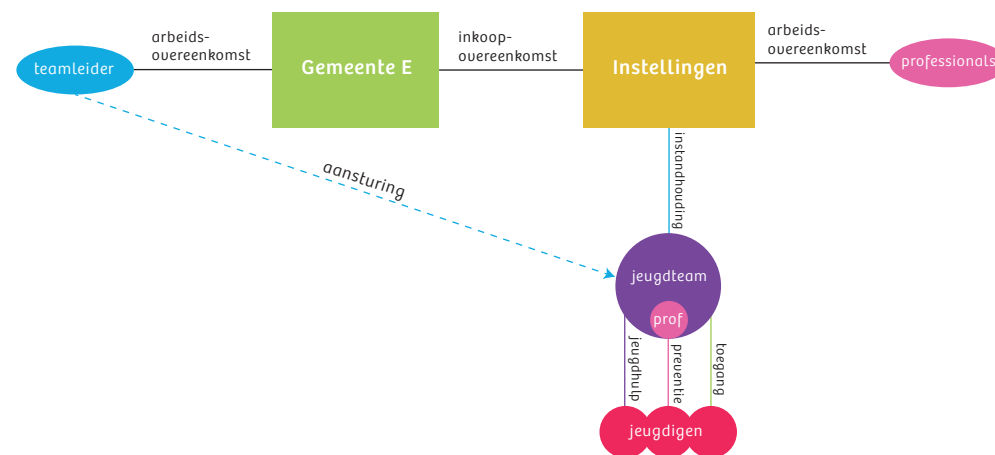 arbeids-
overeenkomst
teamleider
Gemeente E
inkoop-
overeenkomst
Instellingen
arbeids-
overeenkomst
professionals
instandhouding
aansturing
jeugdteam
prof
jeugdhulp
preventie
toegang
jeugdigen